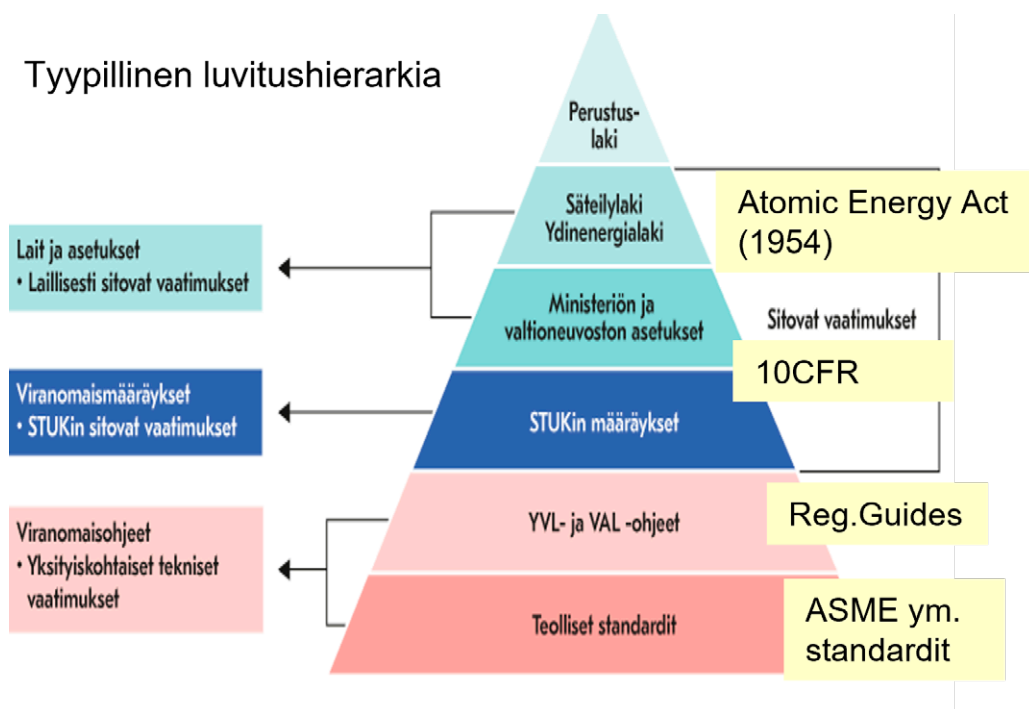 Tyypillinen luvitushierarkia
Perustus-
laki
Säteilylaki
Ydinenergialaki
Atomic Energy Act
(1954)
Lait ja asetukset
• Laillisesti sitovat vaatimukset
Ministeriön ja
valtioneuvoston asetukset
Sitovat vaatimukset
10CFR
Viranomaismääräykset
• STUKin sitovat vaatimukset
STUKin määräykset
Reg.Guides
Viranomaisohjeet
• Yksityiskohtaiset tekniset
vaatimukset
YVL- ja VAL -ohjeet
ASME ym.
standardit
Teolliset standardit